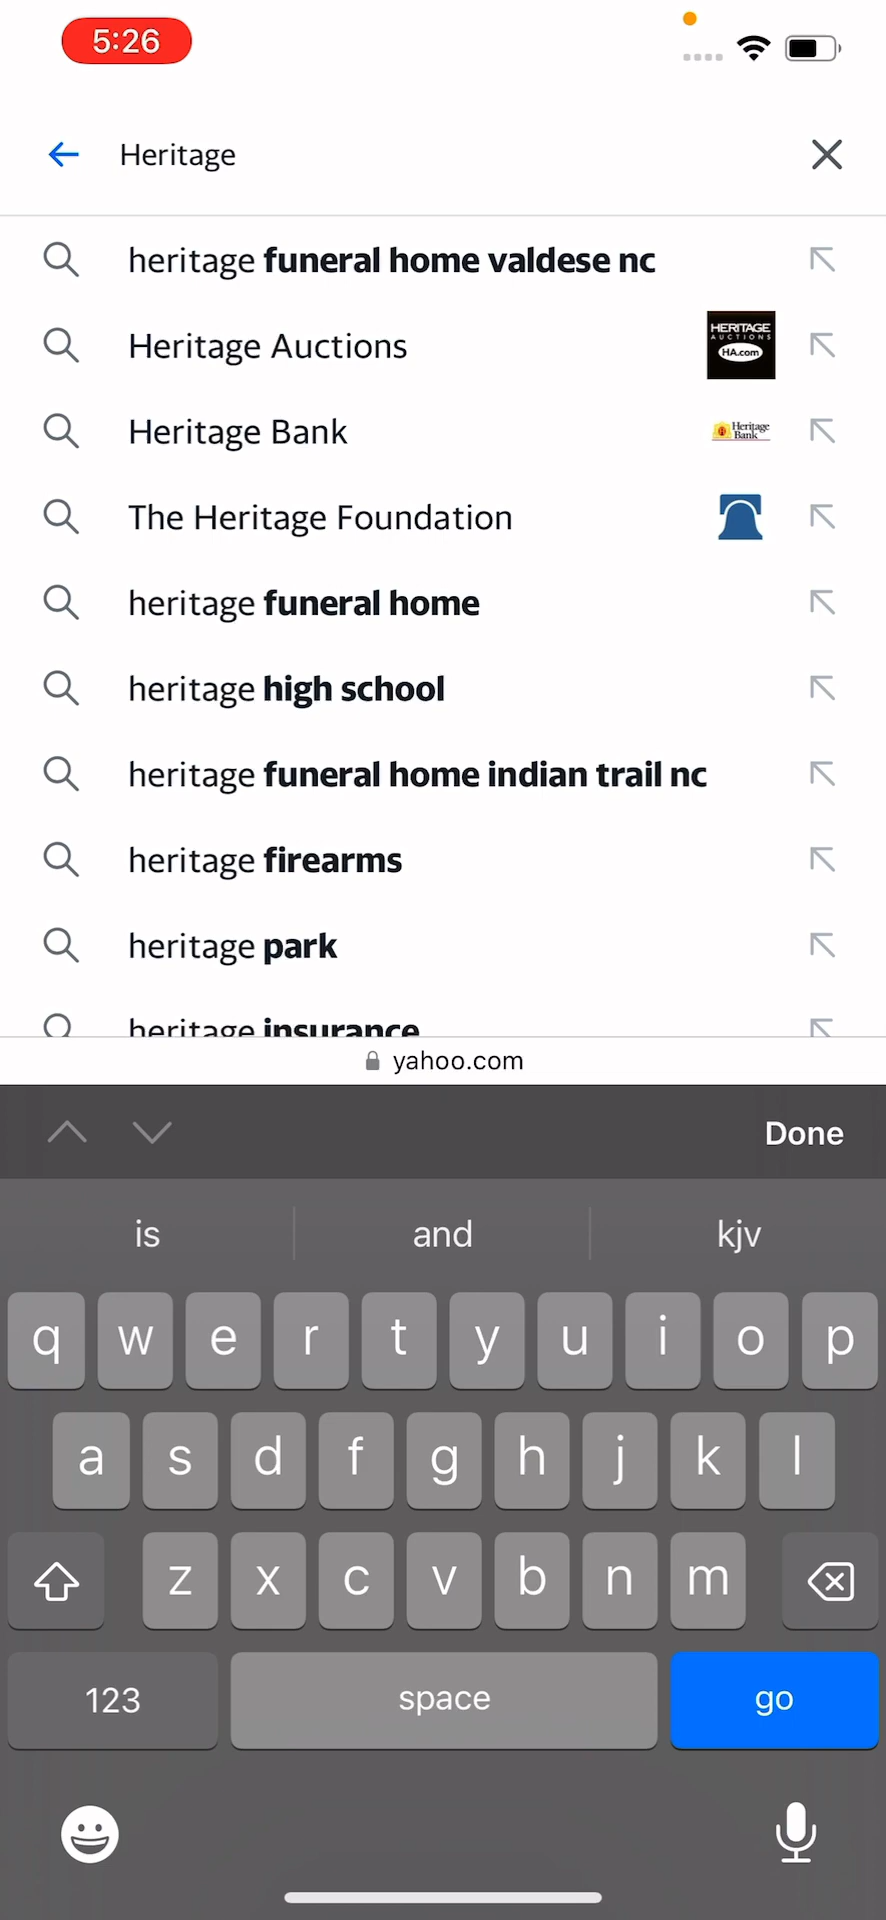 5:26
Heritage
heritage funeral home valdese nc
Heritage Auctions
HERITAGE
AUCTIONS
HA.com
Heritage Bank
Heritage
Bank
The Heritage Foundation
heritage funeral home
heritage high school
heritage funeral home indian trail nc
heritage firearms
heritage park
heritage insurance
yahoo.com
Done
is and kjv
q w e r t y u i o p
a s d f g h j k l
z x c v b n m
123 space go